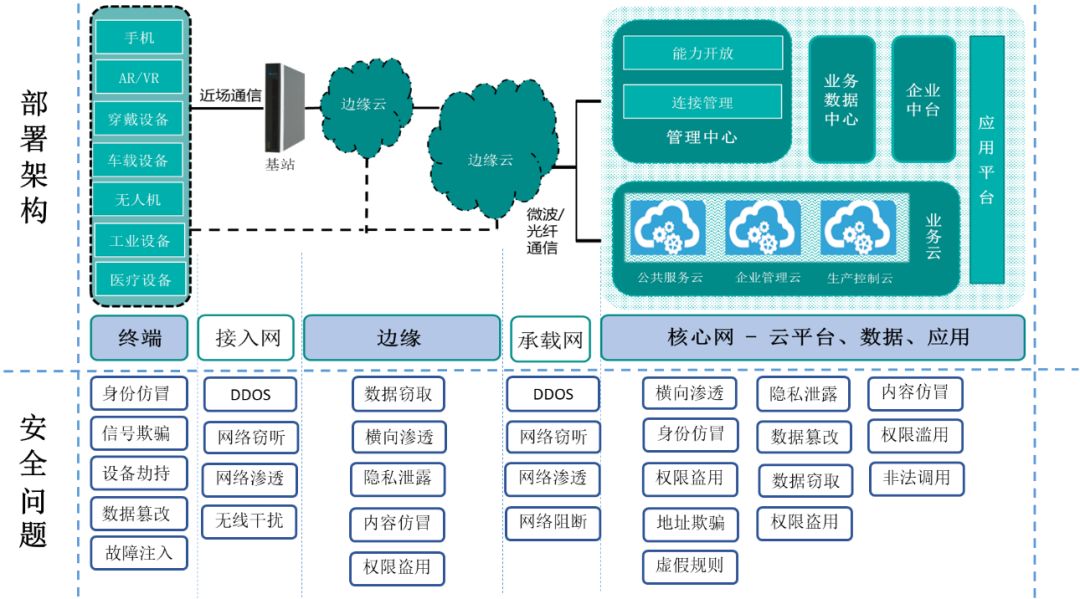 部署架构
手机
AR/VR
穿戴设备
车载设备
无人机
工业设备
医疗设备
近场通信
基站
边缘云
边缘云
微波/
光纤
通信
能力开放
连接管理
管理中心
业务
数据
中心
企业
中台
应用平台
公共服务云
企业管理云
生产控制云
业务云
终端
接入网
边缘
承载网
核心网 - 云平台、数据、应用
安全问题
身份仿冒
信号欺骗
设备劫持
数据篡改
故障注入
DDOS
网络窃听
网络渗透
无线干扰
数据窃取
横向渗透
隐私泄露
内容仿冒
权限盗用
DDOS
网络窃听
网络渗透
网络阻断
横向渗透
身份仿冒
权限盗用
地址欺骗
虚假规则
隐私泄露
数据篡改
数据窃取
权限盗用
内容仿冒
权限滥用
非法调用